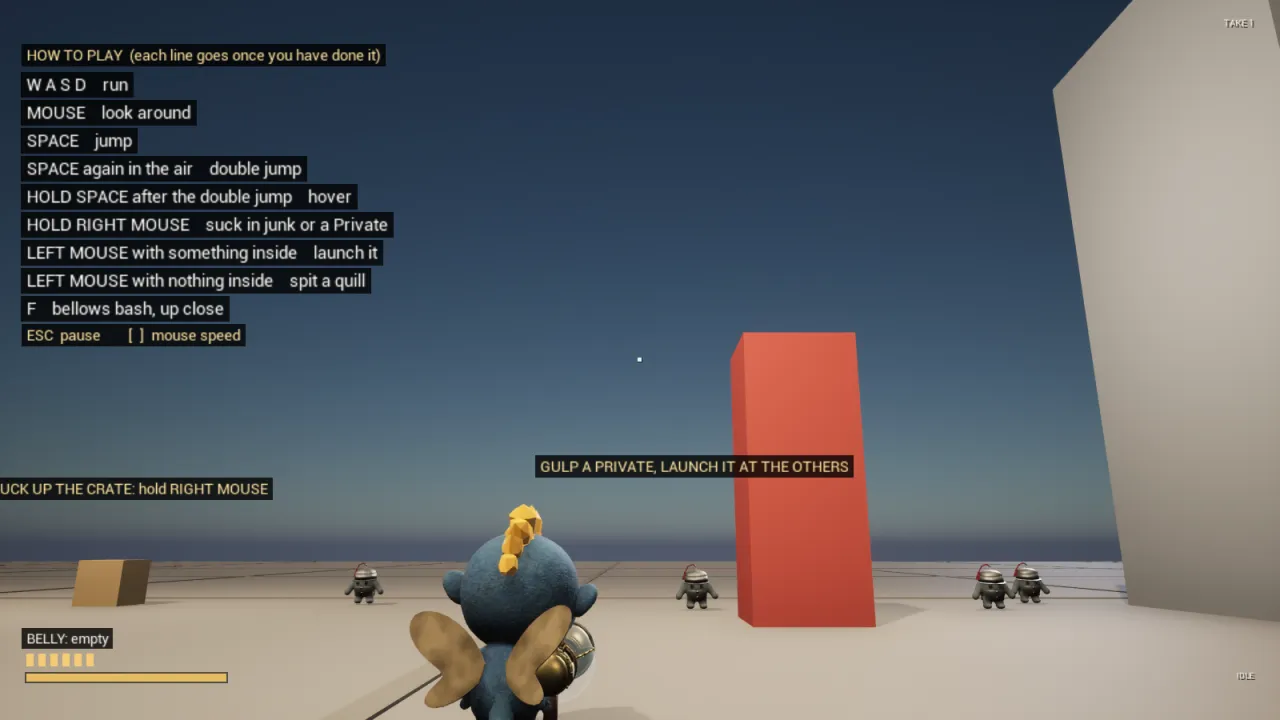 TAKE 1
HOW TO PLAY (each line goes once you have done it)
W A S D run
MOUSE look around
SPACE jump
SPACE again in the air double jump
HOLD SPACE after the double jump hover
HOLD RIGHT MOUSE suck in junk or a Private
LEFT MOUSE with something inside launch it
LEFT MOUSE with nothing inside spit a quill
F bellows bash, up close
ESC pause [ ] mouse speed
GULP A PRIVATE, LAUNCH IT AT THE OTHERS
UCK UP THE CRATE: hold RIGHT MOUSE
BELLY: empty
IDLE